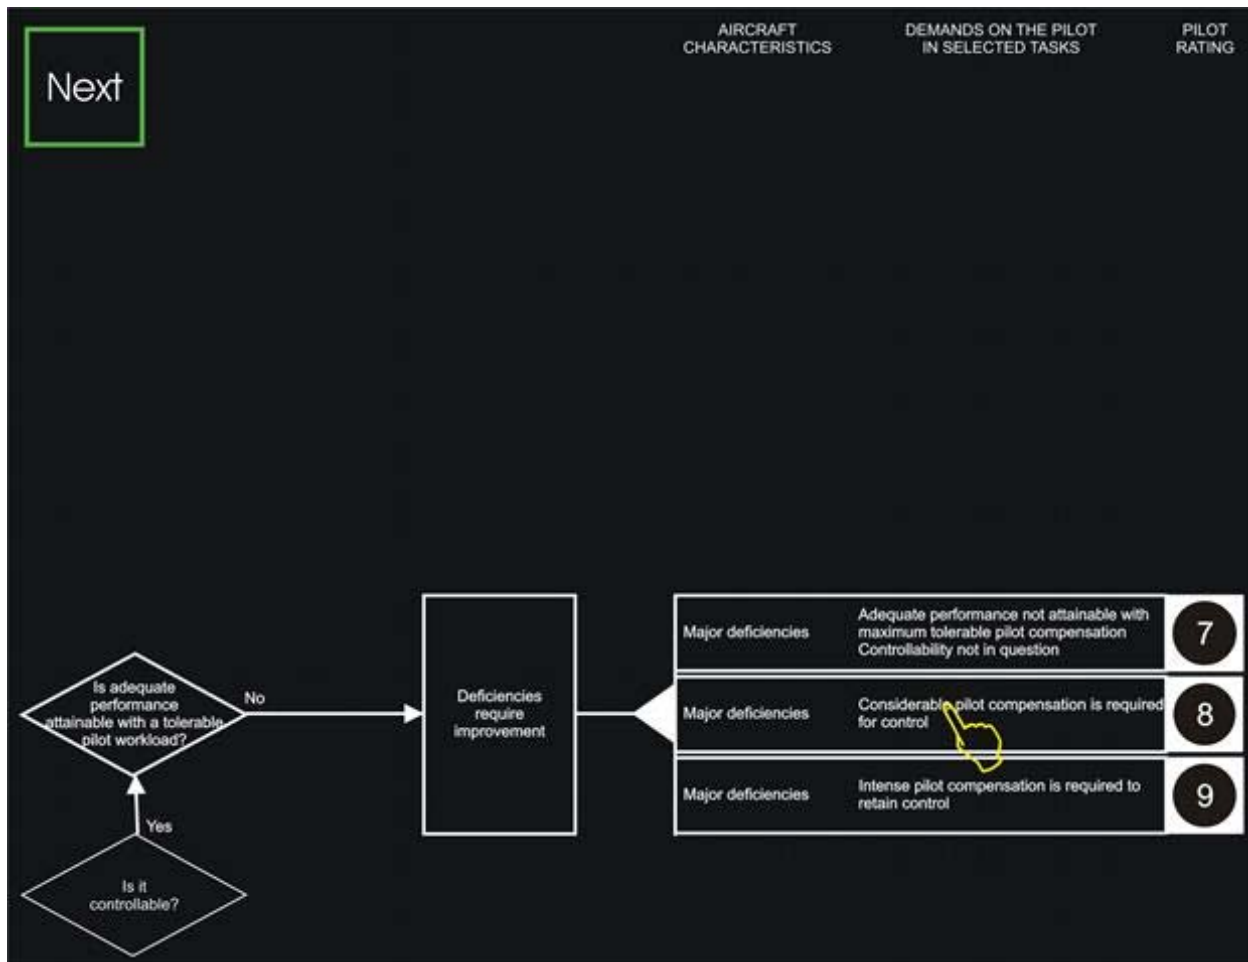 AIRCRAFT
CHARACTERISTICS
DEMANDS ON THE PILOT
IN SELECTED TASKS
PILOT
RATING
Next
Major deficiencies
Adequate performance not attainable with
maximum tolerable pilot compensation
Controllability not in question
7
Is adequate
performance
attainable with a tolerable
pilot workload?
No
Deficiencies
require
improvement
Major deficiencies
Considerable pilot compensation is required
for control
8
Major deficiencies
Intense pilot compensation is required to
retain control
9
Yes
Is it
controllable?